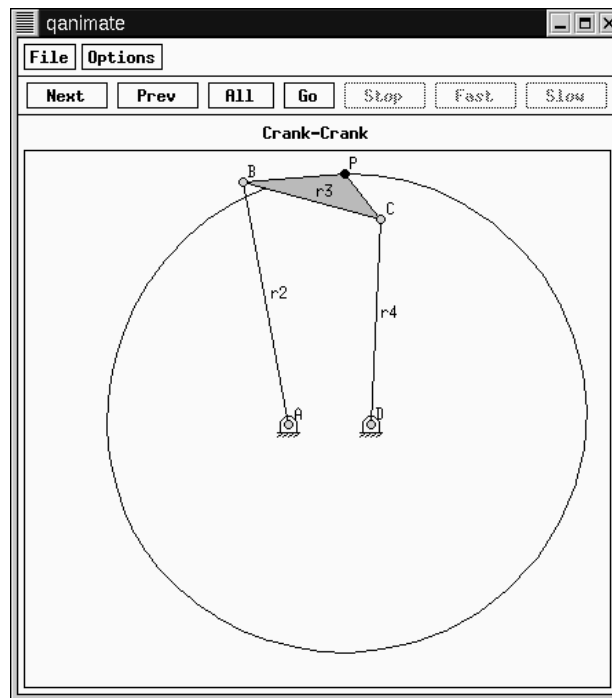 qanimate
File Options
Next Prev All Go Stop Fast Slow
Crank-Crank
P
B
r3
C
r2
r4
A D